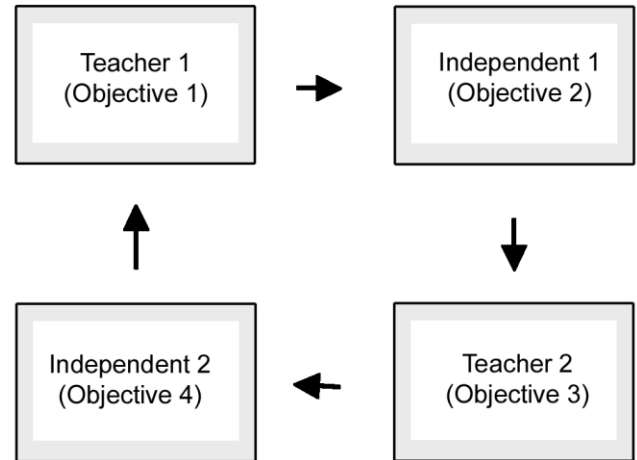 Teacher 1
(Objective 1)
Independent 1
(Objective 2)
Independent 2
(Objective 4)
Teacher 2
(Objective 3)